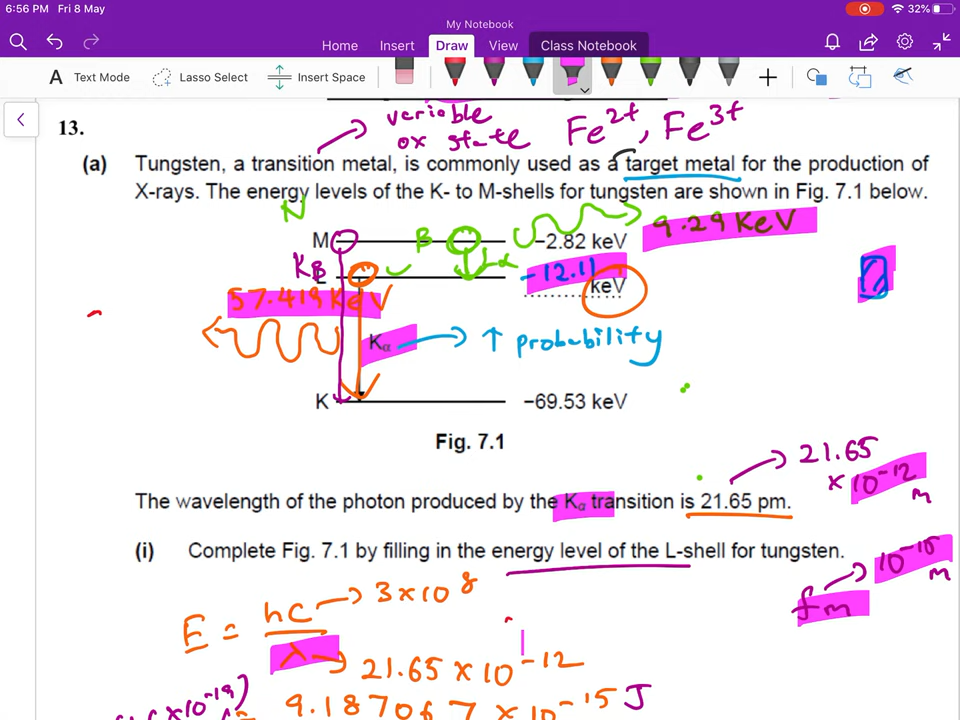 6:56 PM Fri 8 May
32%
My Notebook
Home Insert Draw View Class Notebook
A Text Mode Lasso Select Insert Space
variable
ox state Fe2+, Fe3+
13.
(a) Tungsten, a transition metal, is commonly used as a target metal for the production of
X-rays. The energy levels of the K- to M-shells for tungsten are shown in Fig. 7.1 below.
N
9.29 KeV
M B −2.82 keV
Kβ Lα -12.11
keV
57.419 KeV
Kα ↑ probability
K −69.53 keV
Fig. 7.1
21.65
× 10-12
m
The wavelength of the photon produced by the Kα transition is 21.65 pm.
(i) Complete Fig. 7.1 by filling in the energy level of the L-shell for tungsten.
10-15
m
fm
E = hc/λ
3 × 10 8
21.65 × 10 -12
9.187067 × 10 -15 J